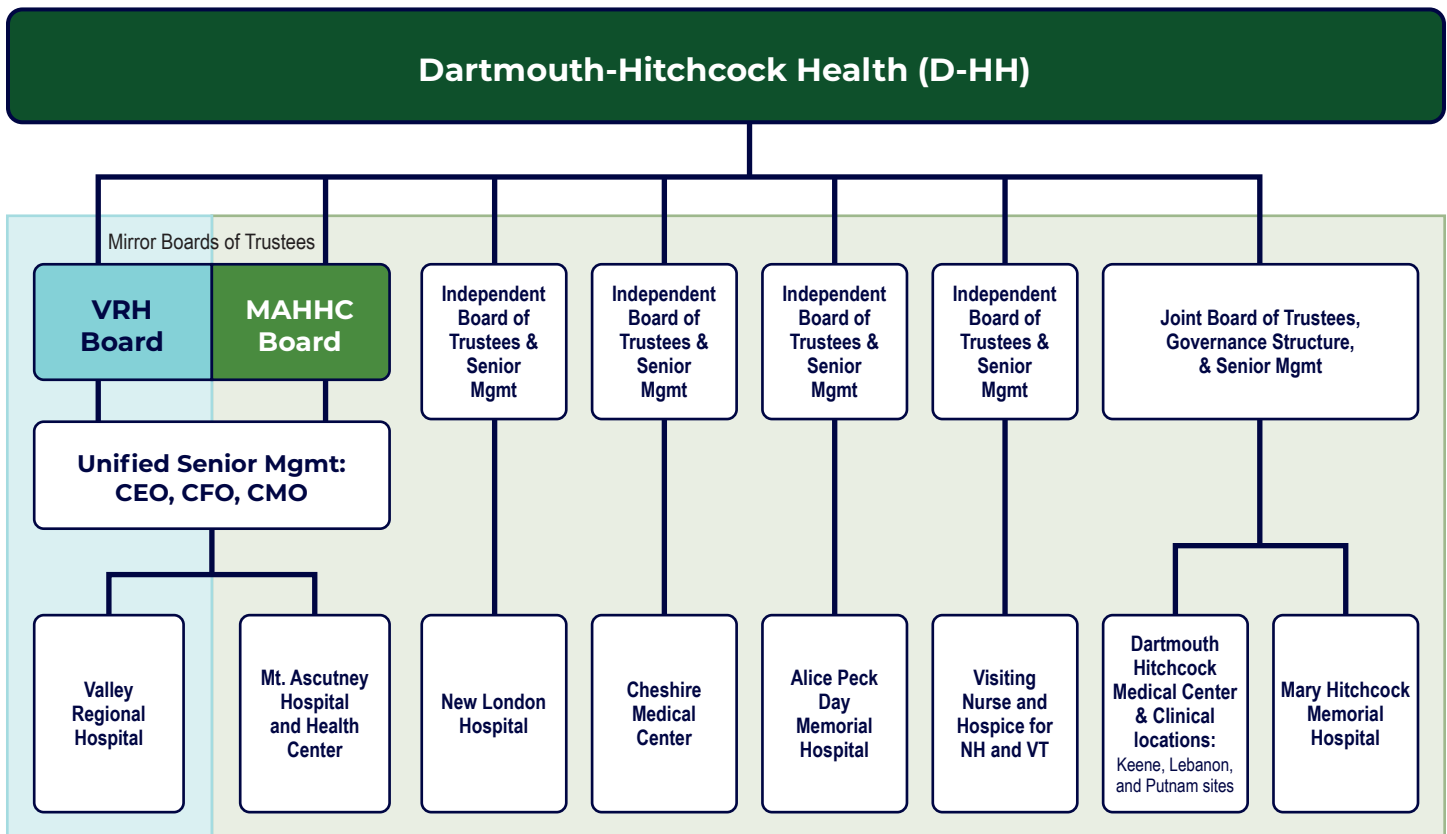 Dartmouth-Hitchcock Health (D-HH)
Mirror Boards of Trustees
VRH
Board
MAHHC
Board
Independent
Board of
Trustees &
Senior
Mgmt
Independent
Board of
Trustees &
Senior
Mgmt
Independent
Board of
Trustees &
Senior
Mgmt
Independent
Board of
Trustees &
Senior
Mgmt
Joint Board of Trustees,
Governance Structure,
& Senior Mgmt
Unified Senior Mgmt:
CEO, CFO, CMO
Valley
Regional
Hospital
Mt. Ascutney
Hospital
and Health
Center
New London
Hospital
Cheshire
Medical
Center
Alice Peck
Day
Memorial
Hospital
Visiting
Nurse and
Hospice for
NH and VT
Dartmouth
Hitchcock
Medical Center
& Clinical
locations:
Keene, Lebanon,
and Putnam sites
Mary Hitchcock
Memorial
Hospital